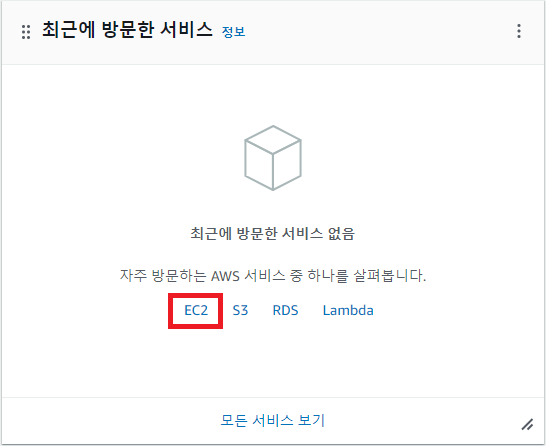 최근에 방문한 서비스 정보
최근에 방문한 서비스 없음
자주 방문하는 AWS 서비스 중 하나를 살펴봅니다.
EC2 S3 RDS Lambda
모든 서비스 보기